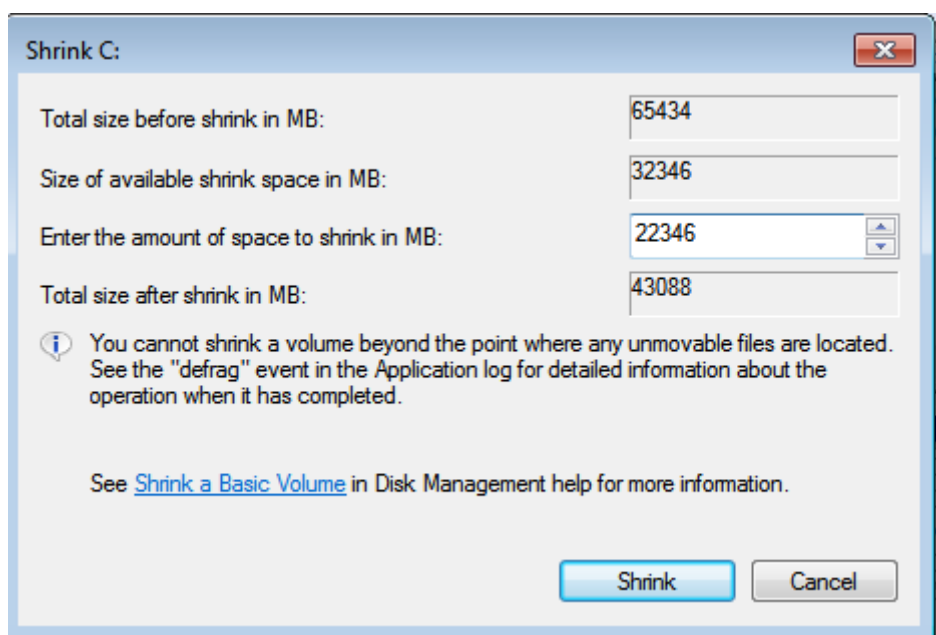 Shrink C:
Total size before shrink in MB: 65434
Size of available shrink space in MB: 32346
Enter the amount of space to shrink in MB: 22346
Total size after shrink in MB: 43088
You cannot shrink a volume beyond the point where any unmovable files are located.
See the "defrag" event in the Application log for detailed information about the
operation when it has completed.
See Shrink a Basic Volume in Disk Management help for more information.
Shrink Cancel